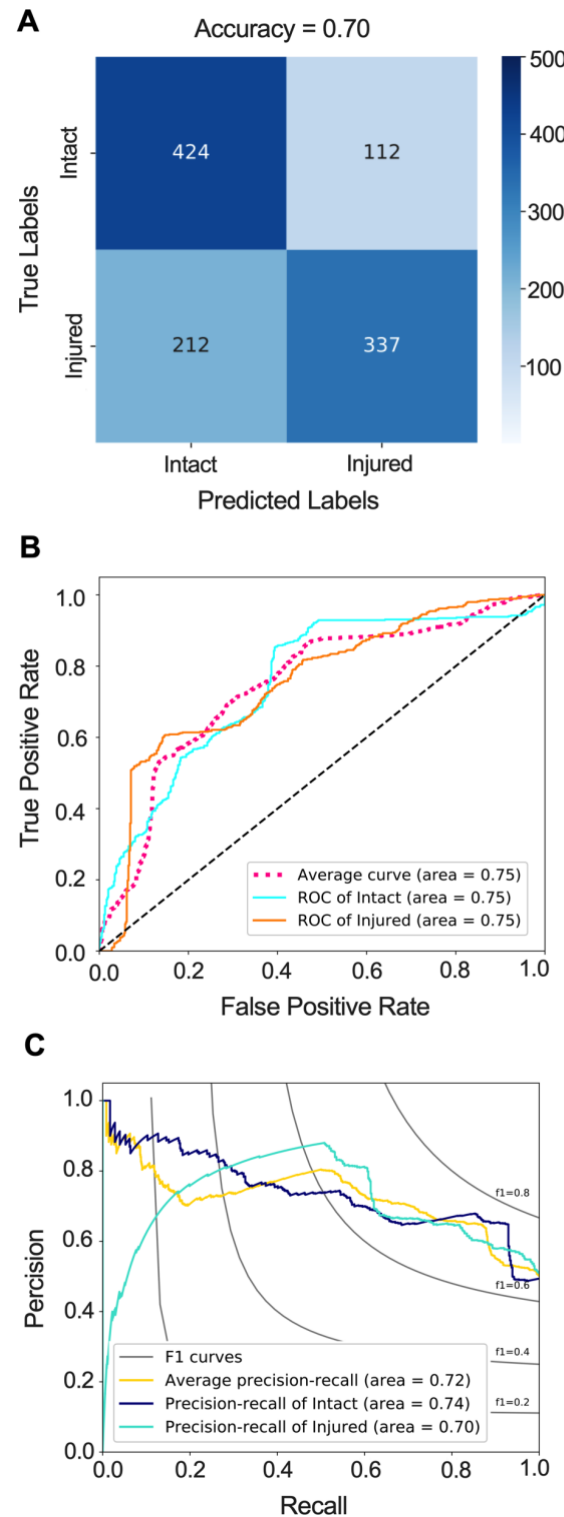 A
Accuracy = 0.70
True Labels
Intact
Injured
424
112
212
337
500
400
300
200
100
Intact
Injured
Predicted Labels
B
True Positive Rate
1.0
0.8
0.6
0.4
0.2
0.0
Average curve (area = 0.75)
ROC of Intact (area = 0.75)
ROC of Injured (area = 0.75)
0.0
0.2
0.4
0.6
0.8
1.0
False Positive Rate
C
Percision
1.0
0.8
0.6
0.4
0.2
0.0
f1=0.8
f1=0.6
f1=0.4
f1=0.2
F1 curves
Average precision-recall (area = 0.72)
Precision-recall of Intact (area = 0.74)
Precision-recall of Injured (area = 0.70)
0.0
0.2
0.4
0.6
0.8
1.0
Recall